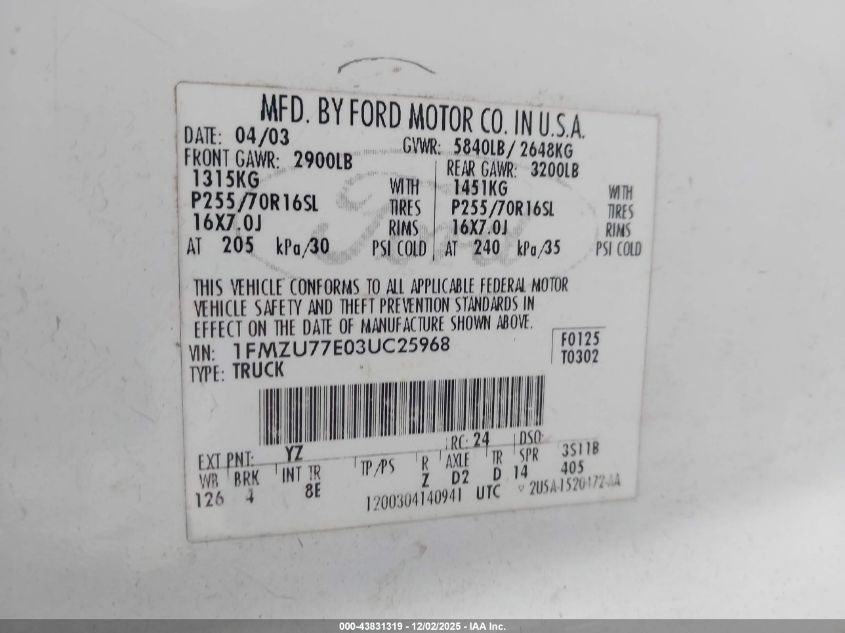 MFD. BY FORD MOTOR CO. IN U.S.A.
DATE: 04/03 GVWR: 5840LB/ 2648KG
FRONT GAWR: 2900LB REAR GAWR: 3200LB
1315KG WITH 1451KG WITH
P255/70R16SL TIRES P255/70R16SL TIRES
16X7.0J RIMS 16X7.0J RIMS
AT 205 kPa/30 PSI COLD AT 240 kPa/35 PSI COLD
Ford
THIS VEHICLE CONFORMS TO ALL APPLICABLE FEDERAL MOTOR
VEHICLE SAFETY AND THEFT PREVENTION STANDARDS IN
EFFECT ON THE DATE OF MANUFACTURE SHOWN ABOVE.
VIN: 1FMZU77E03UC25968 F0125
TYPE: TRUCK T0302
EXT PNT: YZ RC: 24 DSO:
WB BRK INT TR TP/PS R AXLE TR SPR 3S11B
126 4 8E Z D2 D 14 405
1200304140941 UTC
000-43831319 - 12/02/2025 - IAA Inc.